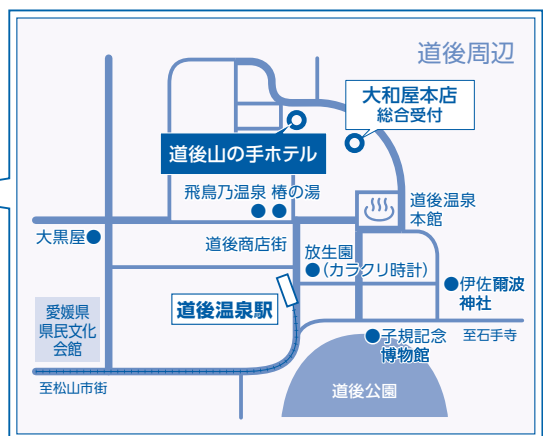 道後周辺
大和屋本店
総合受付
道後山の手ホテル
飛鳥乃温泉 椿の湯
道後温泉
本館
大黒屋
道後商店街
放生園
(カラクリ時計)
伊佐爾波
神社
道後温泉駅
愛媛県
県民文化
会館
子規記念
博物館
至石手寺
至松山市街
道後公園